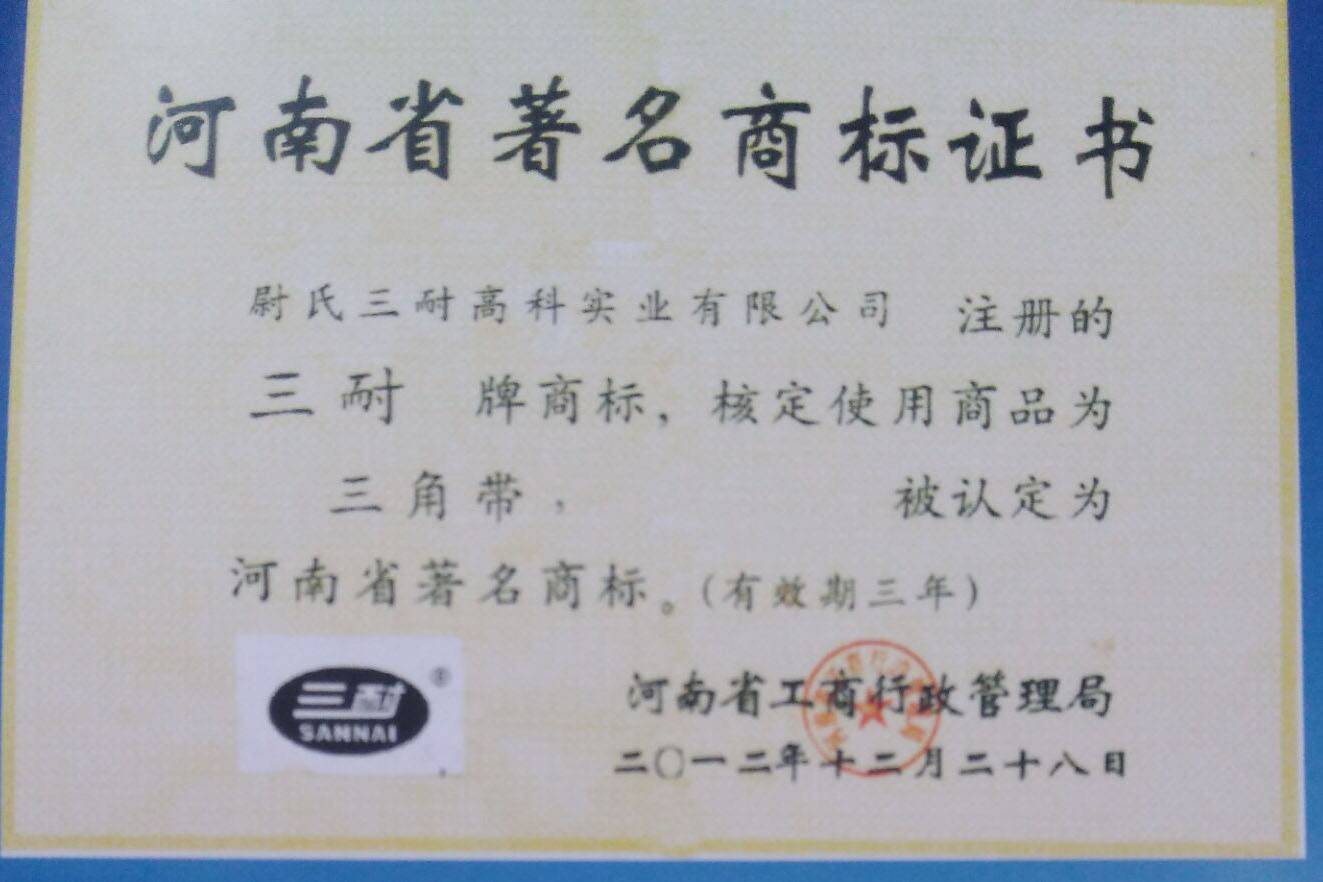 河南省著名商标证书
尉氏三耐高科实业有限公司 注册的
三耐 牌商标，核定使用商品为
三角带， 被认定为
河南省著名商标。（有效期三年）
三耐 ®
SANNAI
河南省工商行政管理局
二〇一二年十二月二十八日